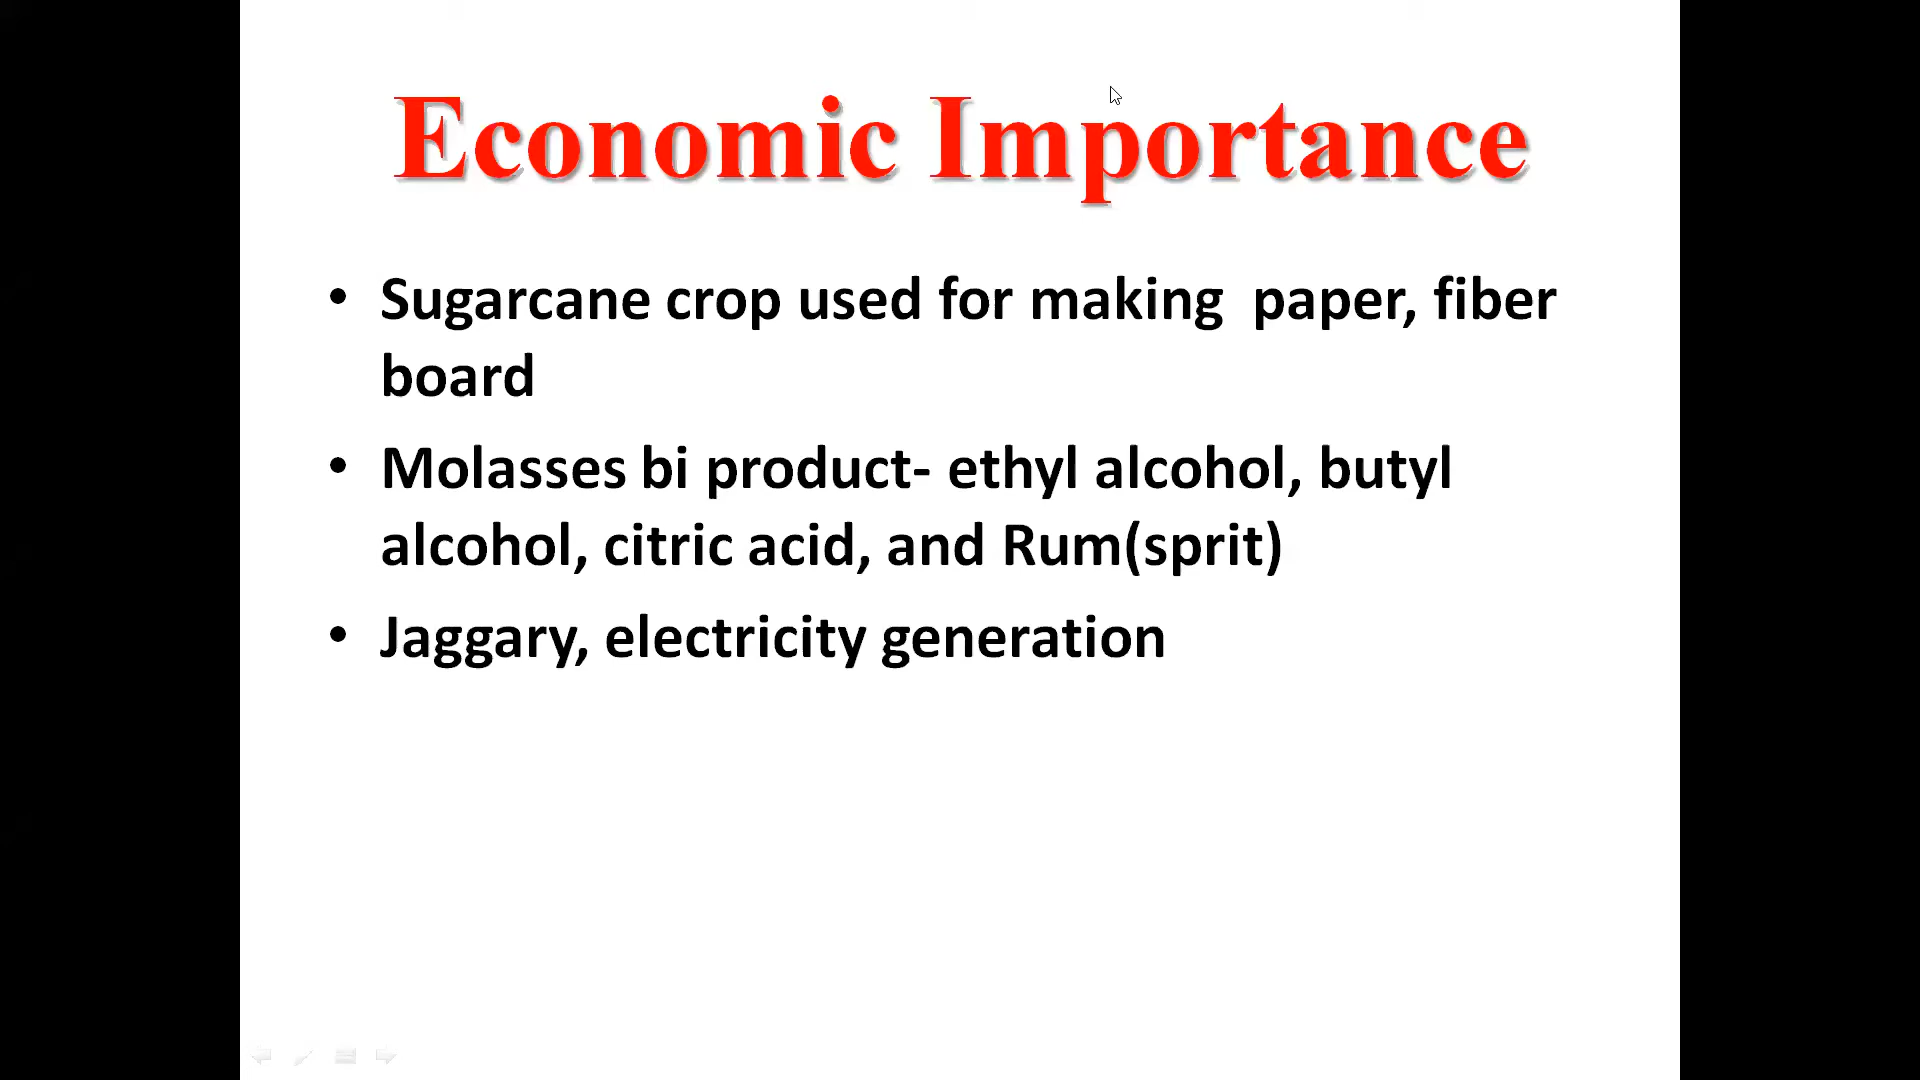 Economic Importance
• Sugarcane crop used for making  paper, fiber
board
• Molasses bi product- ethyl alcohol, butyl
alcohol, citric acid, and Rum(sprit)
• Jaggary, electricity generation